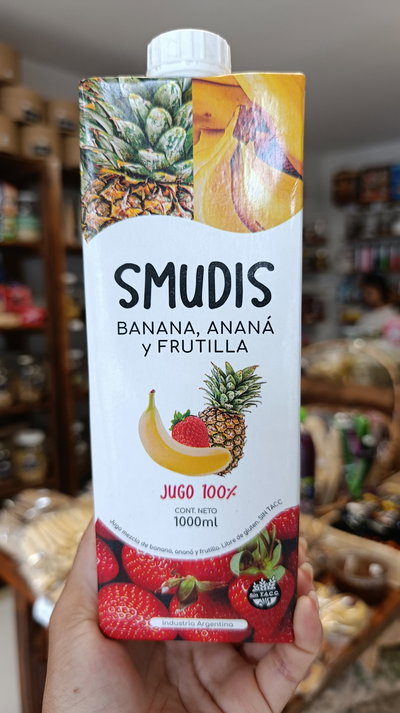 SMUDIS
BANANA, ANANÁ
y FRUTILLA
JUGO 100%
CONT. NETO
1000ml
Jugo mezcla de banana, ananá y frutilla. Libre de gluten. SIN TACC
Sin T.A.C.C.
Industria Argentina